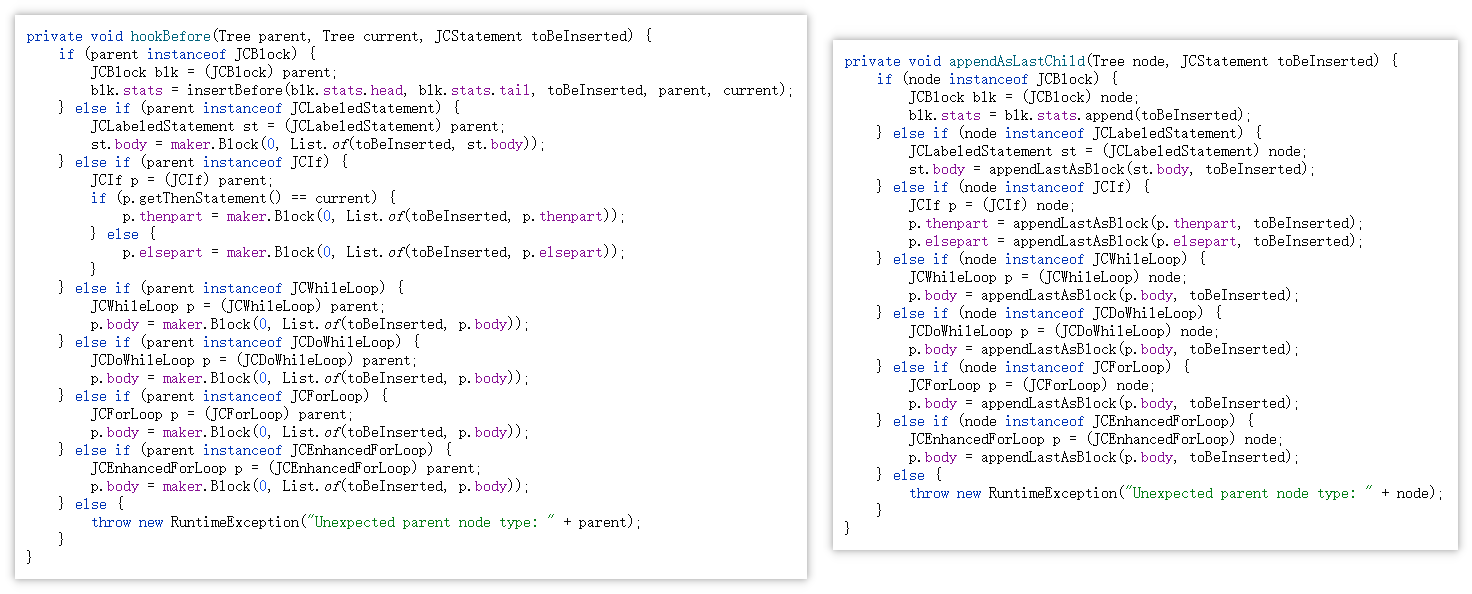 private void hookBefore(Tree parent, Tree current, JCStatement toBeInserted) {
    if (parent instanceof JCBlock) {
        JCBlock blk = (JCBlock) parent;
        blk.stats = insertBefore(blk.stats.head, blk.stats.tail, toBeInserted, parent, current);
    } else if (parent instanceof JCLabeledStatement) {
        JCLabeledStatement st = (JCLabeledStatement) parent;
        st.body = maker.Block(0, List.of(toBeInserted, st.body));
    } else if (parent instanceof JCIf) {
        JCIf p = (JCIf) parent;
        if (p.getThenStatement() == current) {
            p.thenpart = maker.Block(0, List.of(toBeInserted, p.thenpart));
        } else {
            p.elsepart = maker.Block(0, List.of(toBeInserted, p.elsepart));
        }
    } else if (parent instanceof JCWhileLoop) {
        JCWhileLoop p = (JCWhileLoop) parent;
        p.body = maker.Block(0, List.of(toBeInserted, p.body));
    } else if (parent instanceof JCDoWhileLoop) {
        JCDoWhileLoop p = (JCDoWhileLoop) parent;
        p.body = maker.Block(0, List.of(toBeInserted, p.body));
    } else if (parent instanceof JCForLoop) {
        JCForLoop p = (JCForLoop) parent;
        p.body = maker.Block(0, List.of(toBeInserted, p.body));
    } else if (parent instanceof JCEnhancedForLoop) {
        JCEnhancedForLoop p = (JCEnhancedForLoop) parent;
        p.body = maker.Block(0, List.of(toBeInserted, p.body));
    } else {
        throw new RuntimeException("Unexpected parent node type: " + parent);
    }
}
private void appendAsLastChild(Tree node, JCStatement toBeInserted) {
    if (node instanceof JCBlock) {
        JCBlock blk = (JCBlock) node;
        blk.stats = blk.stats.append(toBeInserted);
    } else if (node instanceof JCLabeledStatement) {
        JCLabeledStatement st = (JCLabeledStatement) node;
        st.body = appendLastAsBlock(st.body, toBeInserted);
    } else if (node instanceof JCIf) {
        JCIf p = (JCIf) node;
        p.thenpart = appendLastAsBlock(p.thenpart, toBeInserted);
        p.elsepart = appendLastAsBlock(p.elsepart, toBeInserted);
    } else if (node instanceof JCWhileLoop) {
        JCWhileLoop p = (JCWhileLoop) node;
        p.body = appendLastAsBlock(p.body, toBeInserted);
    } else if (node instanceof JCDoWhileLoop) {
        JCDoWhileLoop p = (JCDoWhileLoop) node;
        p.body = appendLastAsBlock(p.body, toBeInserted);
    } else if (node instanceof JCForLoop) {
        JCForLoop p = (JCForLoop) node;
        p.body = appendLastAsBlock(p.body, toBeInserted);
    } else if (node instanceof JCEnhancedForLoop) {
        JCEnhancedForLoop p = (JCEnhancedForLoop) node;
        p.body = appendLastAsBlock(p.body, toBeInserted);
    } else {
        throw new RuntimeException("Unexpected parent node type: " + node);
    }
}